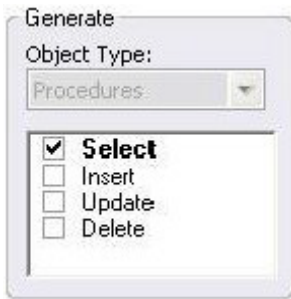 Generate
Object Type:
Procedures
Select
Insert
Update
Delete